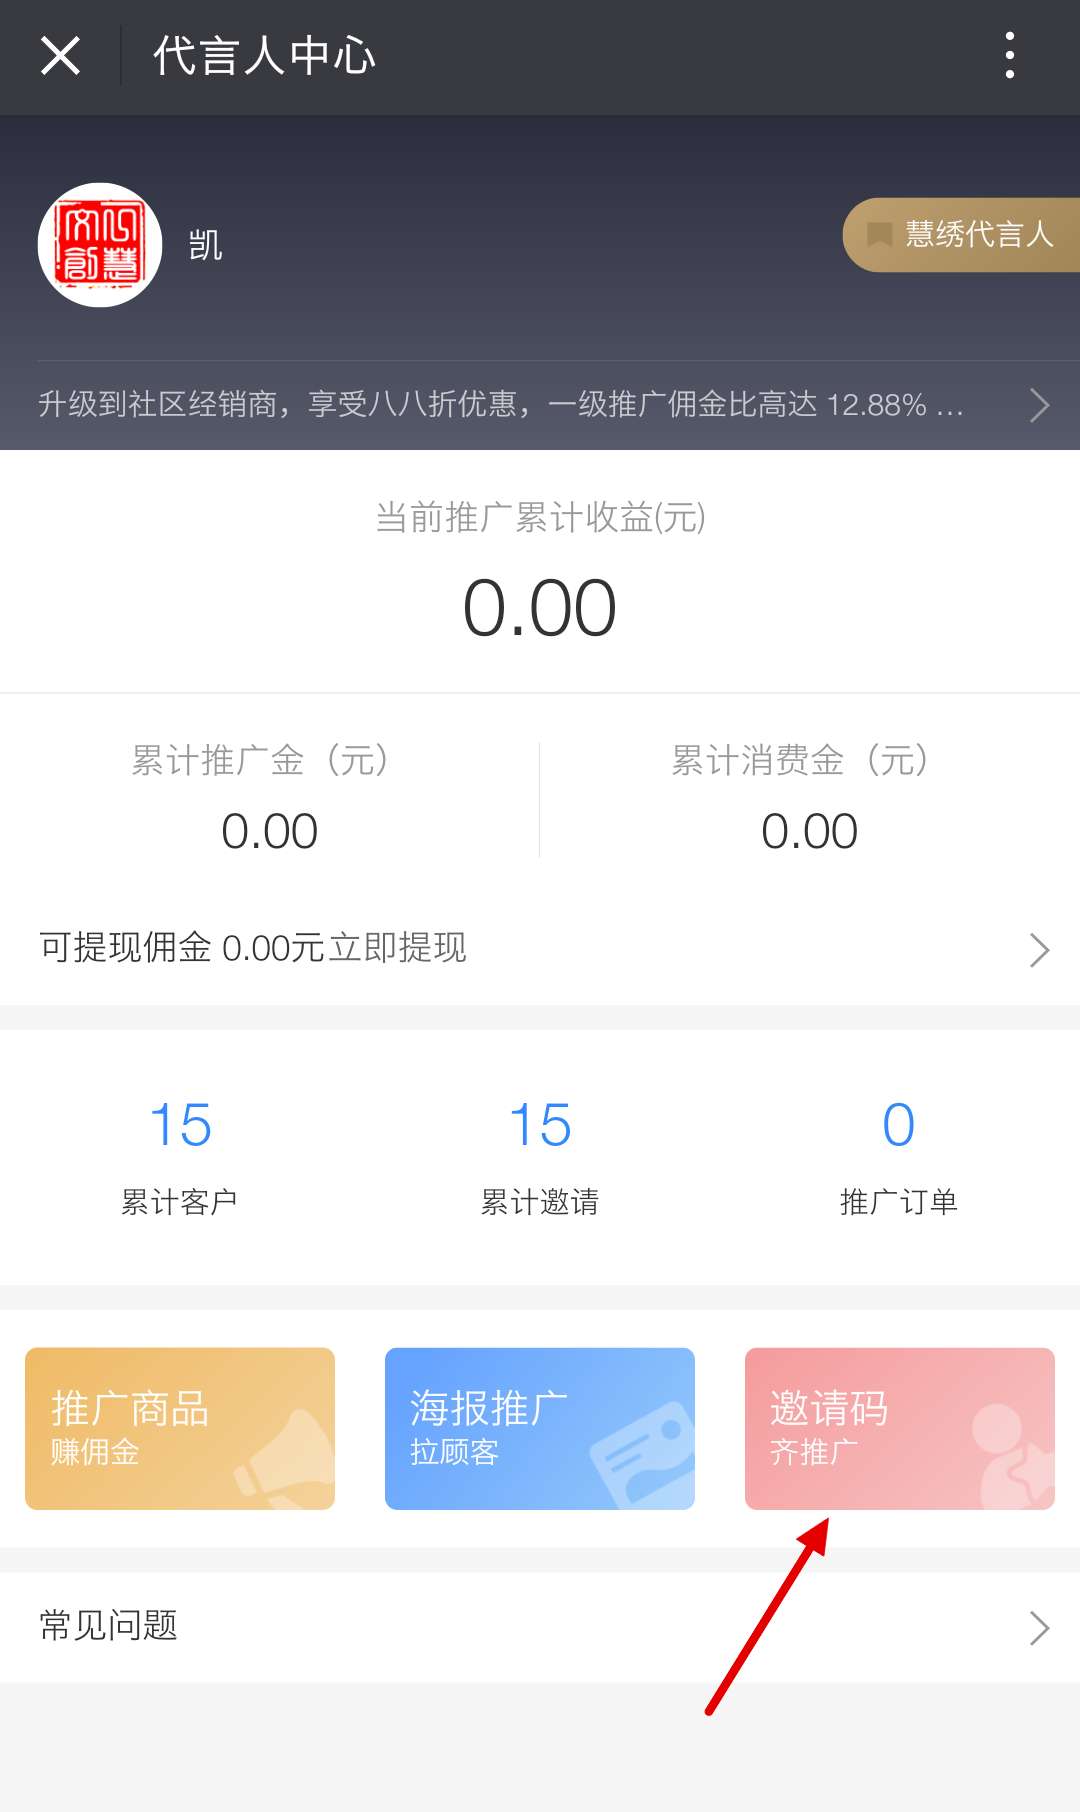 代言人中心
文心
創慧
凯
慧绣代言人
升级到社区经销商，享受八八折优惠，一级推广佣金比高达 12.88% ...
当前推广累计收益(元)
0.00
累计推广金（元）
累计消费金（元）
0.00
0.00
可提现佣金 0.00元立即提现
15
15
0
累计客户
累计邀请
推广订单
推广商品
赚佣金
海报推广
拉顾客
邀请码
齐推广
常见问题